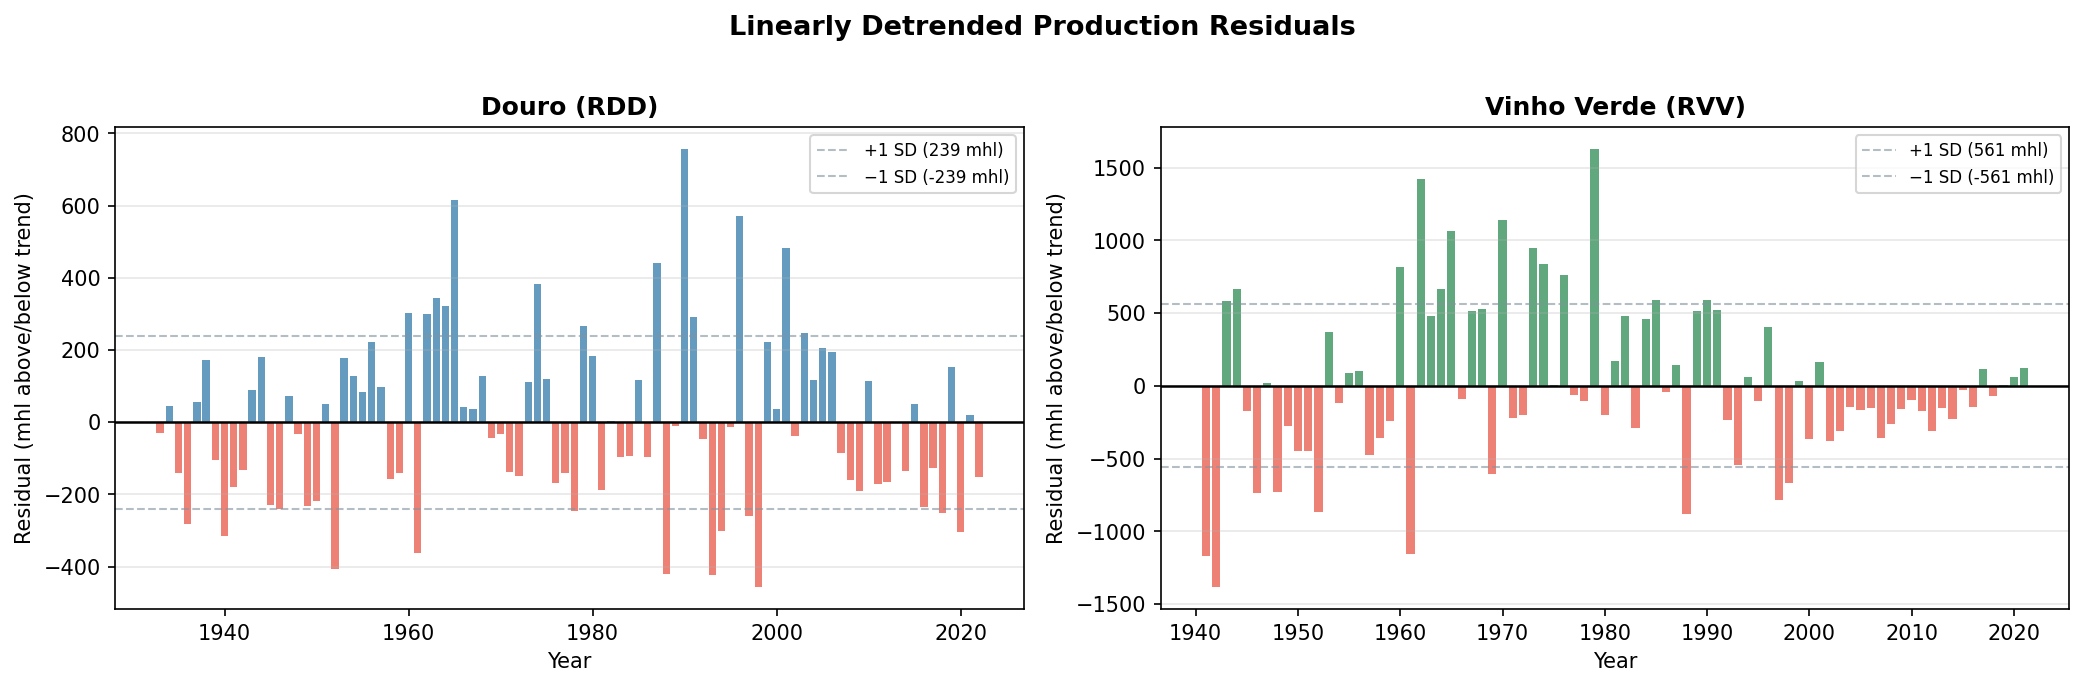 Linearly Detrended Production Residuals
Douro (RDD)
Residual (mhl above/below trend)
800
600
400
200
0
−200
−400
+1 SD (239 mhl)
−1 SD (-239 mhl)
1940
1960
1980
2000
2020
Year
Vinho Verde (RVV)
Residual (mhl above/below trend)
1500
1000
500
0
−500
−1000
−1500
+1 SD (561 mhl)
−1 SD (-561 mhl)
1940
1950
1960
1970
1980
1990
2000
2010
2020
Year